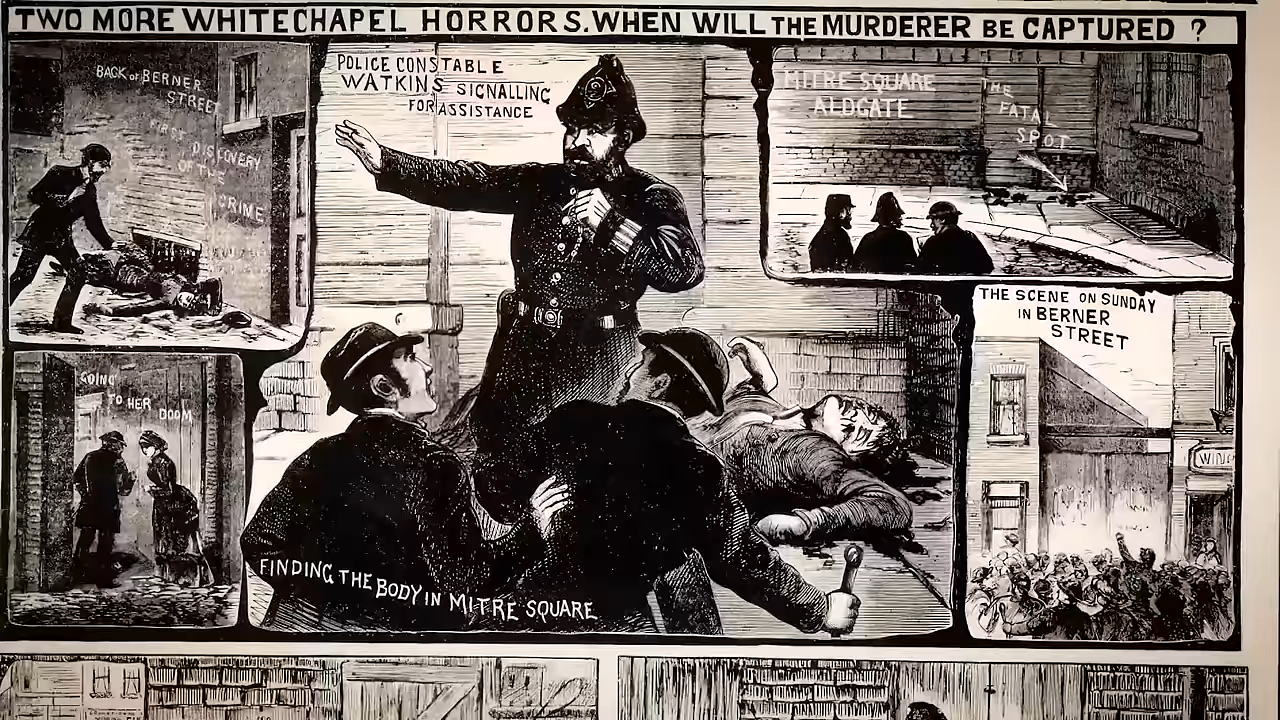 TWO MORE WHITECHAPEL HORRORS. WHEN WILL THE MURDERER BE CAPTURED ?
BACK OF BERNER
STREET
FIRST
DISCOVERY
OF THE
CRIME
POLICE CONSTABLE
WATKINS SIGNALLING
FOR ASSISTANCE
MITRE SQUARE
ALDGATE
THE
FATAL
SPOT
GOING
TO HER DOOM
FINDING THE BODY IN MITRE SQUARE
THE SCENE ON SUNDAY
IN BERNER
STREET